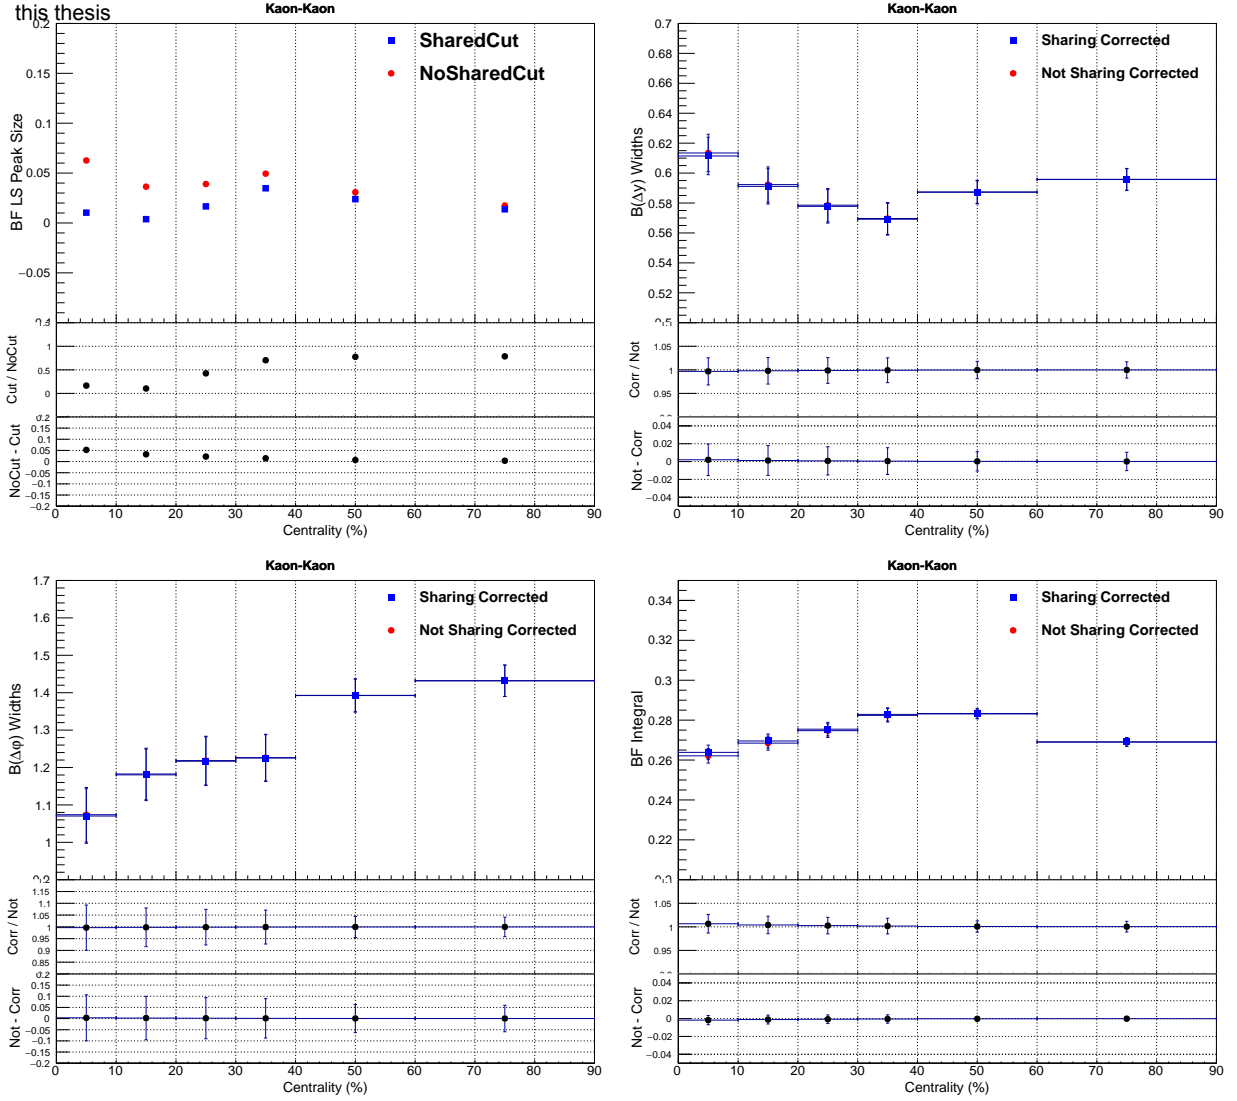 this thesis
Kaon-Kaon
SharedCut
NoSharedCut
BF LS Peak Size
0.2
0.15
0.1
0.05
0
−0.05
Cut / NoCut
1
0.5
0
NoCut - Cut
0.2
0.15
0.1
0.05
0
−0.05
−0.1
−0.15
−0.2
0 10 20 30 40 50 60 70 80 90
Centrality (%)
Kaon-Kaon
Sharing Corrected
Not Sharing Corrected
B(Δy) Widths
0.7
0.68
0.66
0.64
0.62
0.6
0.58
0.56
0.54
0.52
0.5
Corr / Not
1.05
1
0.95
Not - Corr
0.04
0.02
0
−0.02
−0.04
0 10 20 30 40 50 60 70 80 90
Centrality (%)
Kaon-Kaon
Sharing Corrected
Not Sharing Corrected
B(Δφ) Widths
1.7
1.6
1.5
1.4
1.3
1.2
1.1
1
Corr / Not
1.15
1.1
1.05
1
0.95
0.9
0.85
Not - Corr
0.2
0.15
0.1
0.05
0
−0.05
−0.1
−0.15
−0.2
0 10 20 30 40 50 60 70 80 90
Centrality (%)
Kaon-Kaon
Sharing Corrected
Not Sharing Corrected
BF Integral
0.34
0.32
0.3
0.28
0.26
0.24
0.22
Corr / Not
1.05
1
0.95
Not - Corr
0.04
0.02
0
−0.02
−0.04
0 10 20 30 40 50 60 70 80 90
Centrality (%)